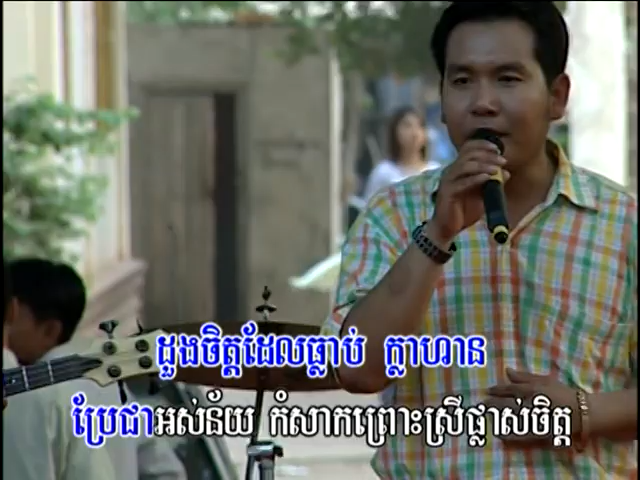 ដួងចិត្តដែលធ្លាប់ ក្លាហាន
ប្រែជាអស់ន័យ កំសាកព្រោះស្រីផ្លាស់ចិត្ត